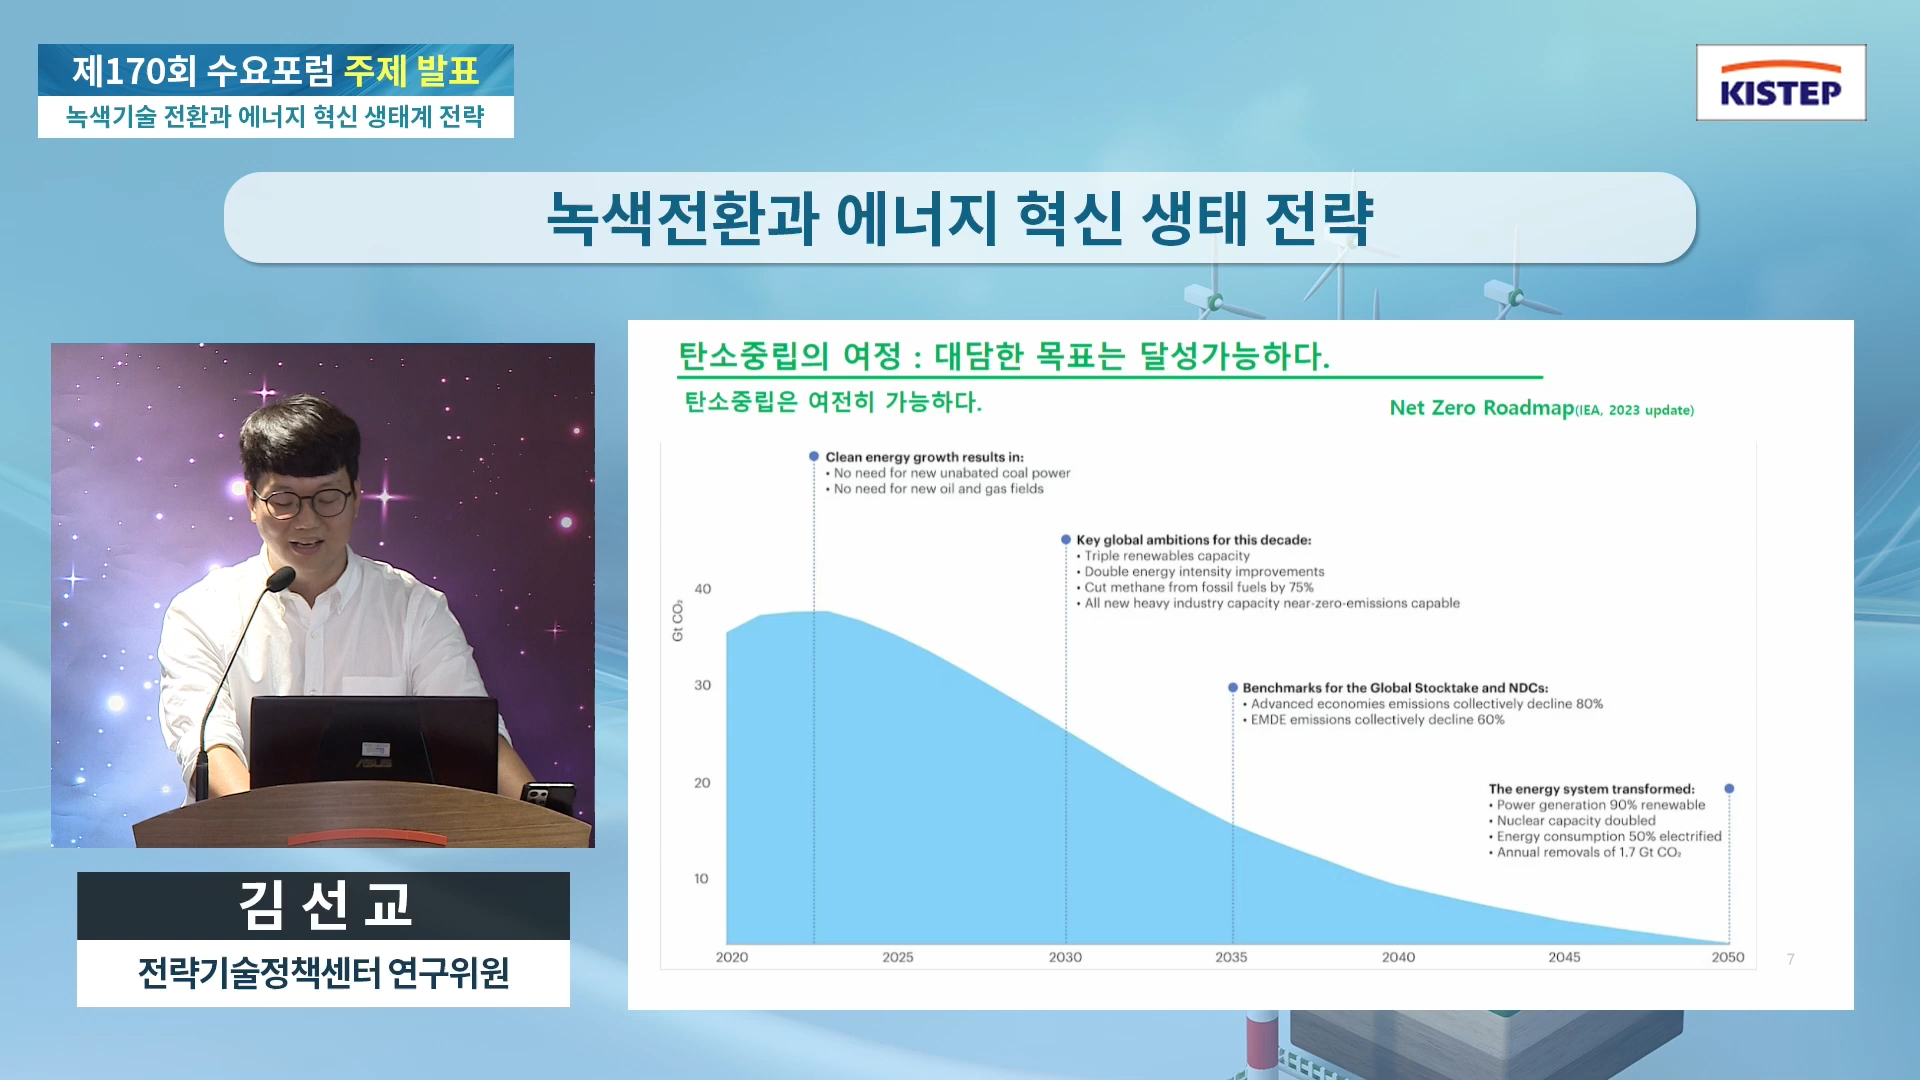 제170회 수요포럼 주제 발표
녹색기술 전환과 에너지 혁신 생태계 전략
KISTEP
녹색전환과 에너지 혁신 생태 전략
탄소중립의 여정 : 대담한 목표는 달성가능하다.
탄소중립은 여전히 가능하다.
Net Zero Roadmap(IEA, 2023 update)
Clean energy growth results in:
• No need for new unabated coal power
• No need for new oil and gas fields
Key global ambitions for this decade:
• Triple renewables capacity
• Double energy intensity improvements
• Cut methane from fossil fuels by 75%
• All new heavy industry capacity near-zero-emissions capable
Benchmarks for the Global Stocktake and NDCs:
• Advanced economies emissions collectively decline 80%
• EMDE emissions collectively decline 60%
The energy system transformed:
• Power generation 90% renewable
• Nuclear capacity doubled
• Energy consumption 50% electrified
• Annual removals of 1.7 Gt CO₂
Gt CO₂
40
30
20
10
2020 2025 2030 2035 2040 2045 2050
7
ASUS
김선교
전략기술정책센터 연구위원